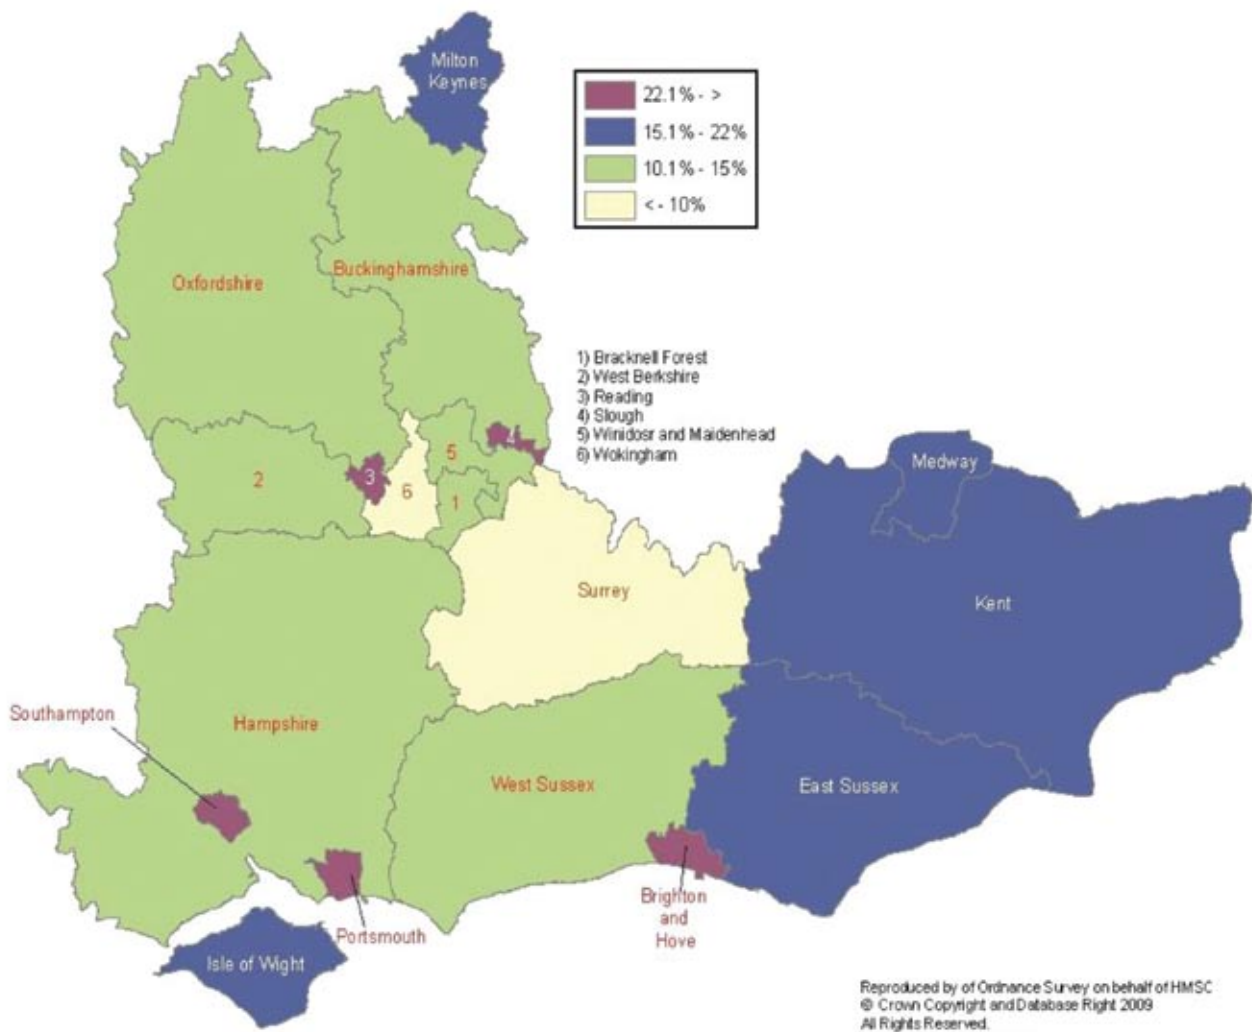 Milton
Keynes
22.1% - >
15.1% - 22%
10.1% - 15%
< - 10%
Oxfordshire
Buckinghamshire
1) Bracknell Forest
2) West Berkshire
3) Reading
4) Slough
5) Winidosr and Maidenhead
6) Wokingham
4
5
2
3
6
1
Medway
Surrey
Kent
Southampton
Hampshire
West Sussex
East Sussex
Brighton
and
Hove
Portsmouth
Isle of Wight
Reproduced by of Ordnance Survey on behalf of HMSC
© Crown Copyright and Database Right 2009
All Rights Reserved.